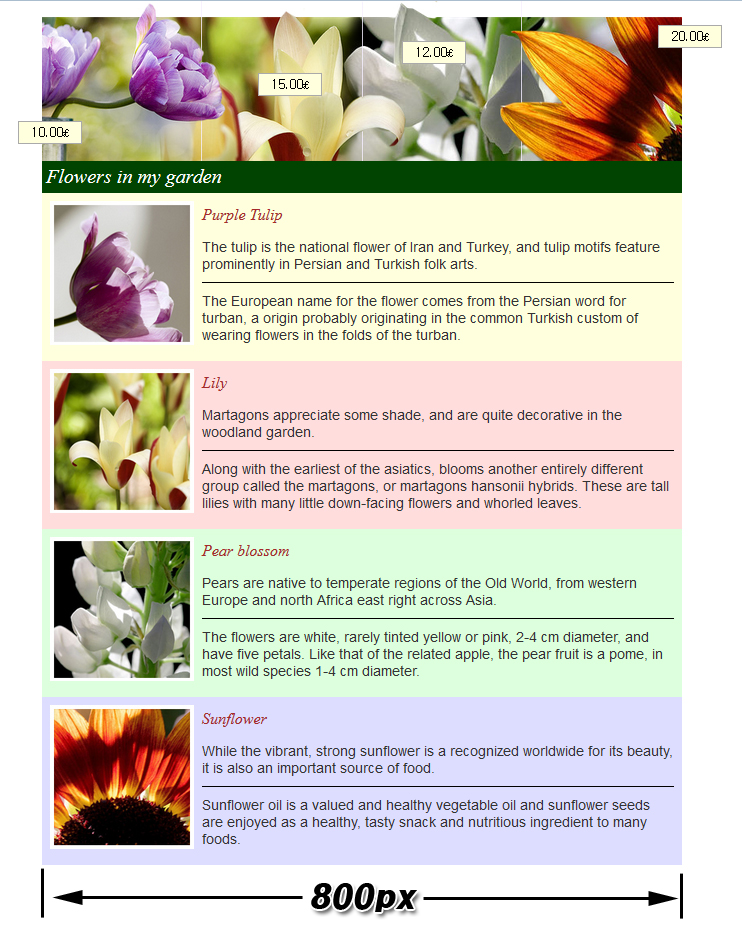 20.00€
12.00€
15.00€
10.00€
Flowers in my garden
Purple Tulip
The tulip is the national flower of Iran and Turkey, and tulip motifs feature
prominently in Persian and Turkish folk arts.
The European name for the flower comes from the Persian word for
turban, a origin probably originating in the common Turkish custom of
wearing flowers in the folds of the turban.
Lily
Martagons appreciate some shade, and are quite decorative in the
woodland garden.
Along with the earliest of the asiatics, blooms another entirely different
group called the martagons, or martagons hansonii hybrids. These are tall
lilies with many little down-facing flowers and whorled leaves.
Pear blossom
Pears are native to temperate regions of the Old World, from western
Europe and north Africa east right across Asia.
The flowers are white, rarely tinted yellow or pink, 2-4 cm diameter, and
have five petals. Like that of the related apple, the pear fruit is a pome, in
most wild species 1-4 cm diameter.
Sunflower
While the vibrant, strong sunflower is a recognized worldwide for its beauty,
it is also an important source of food.
Sunflower oil is a valued and healthy vegetable oil and sunflower seeds
are enjoyed as a healthy, tasty snack and nutritious ingredient to many
foods.
800px